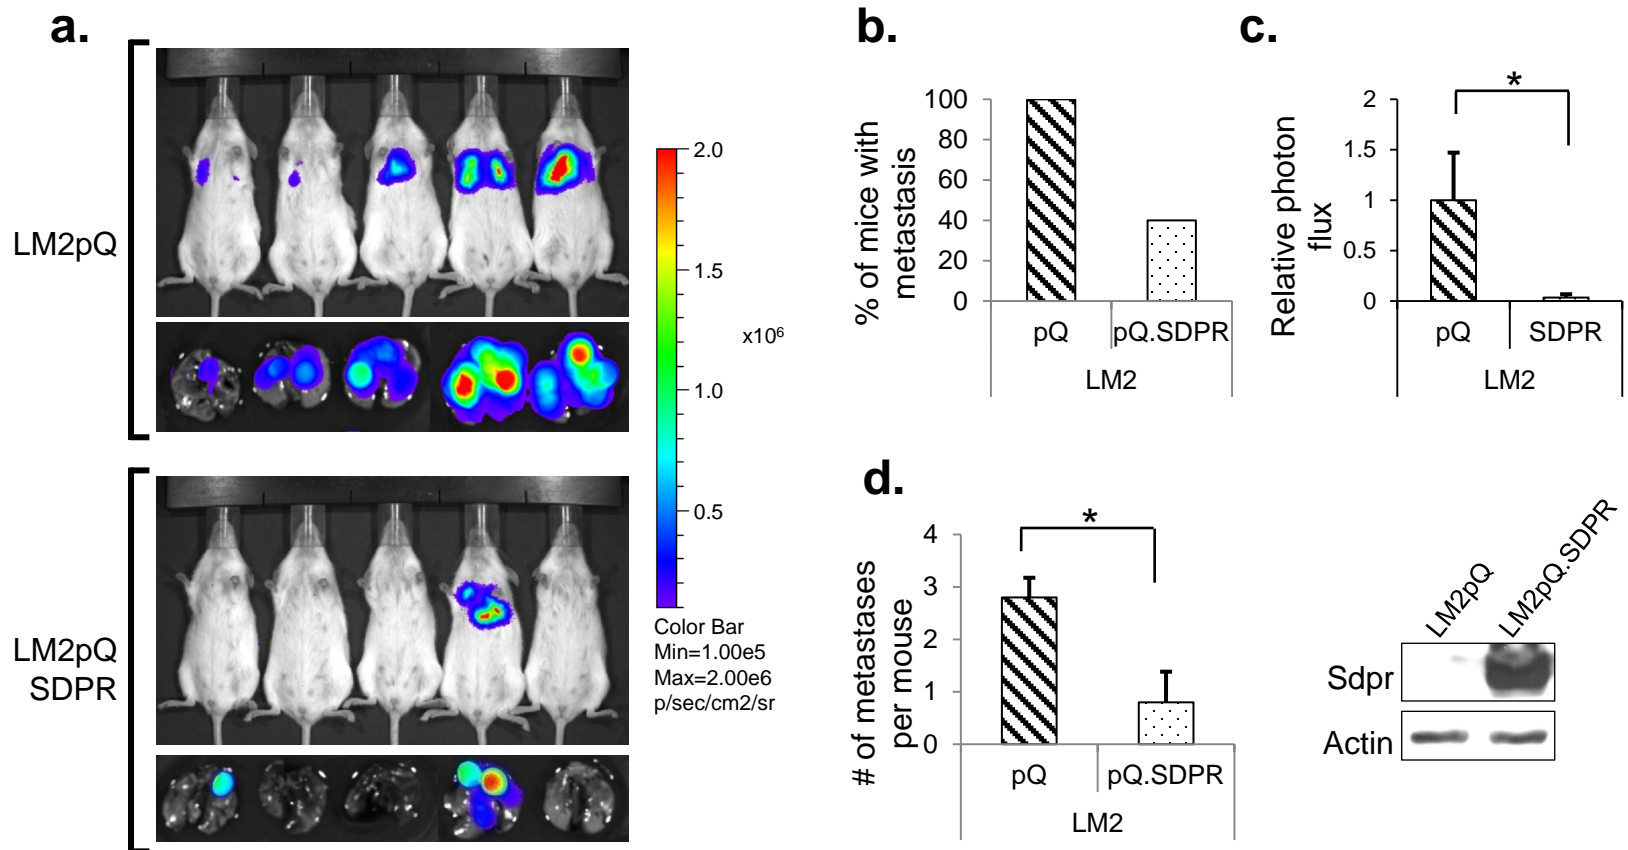 a.
LM2pQ
LM2pQ
SDPR
2.0
1.5
x10⁶
1.0
0.5
Color Bar
Min=1.00e5
Max=2.00e6
p/sec/cm2/sr
b.
% of mice with
metastasis
100
80
60
40
20
0
pQ
pQ.SDPR
LM2
c.
Relative photon
flux
2
1.5
1
0.5
0
*
pQ
SDPR
LM2
d.
# of metastases
per mouse
4
3
2
1
0
*
pQ
pQ.SDPR
LM2
LM2pQ
LM2pQ.SDPR
Sdpr
Actin